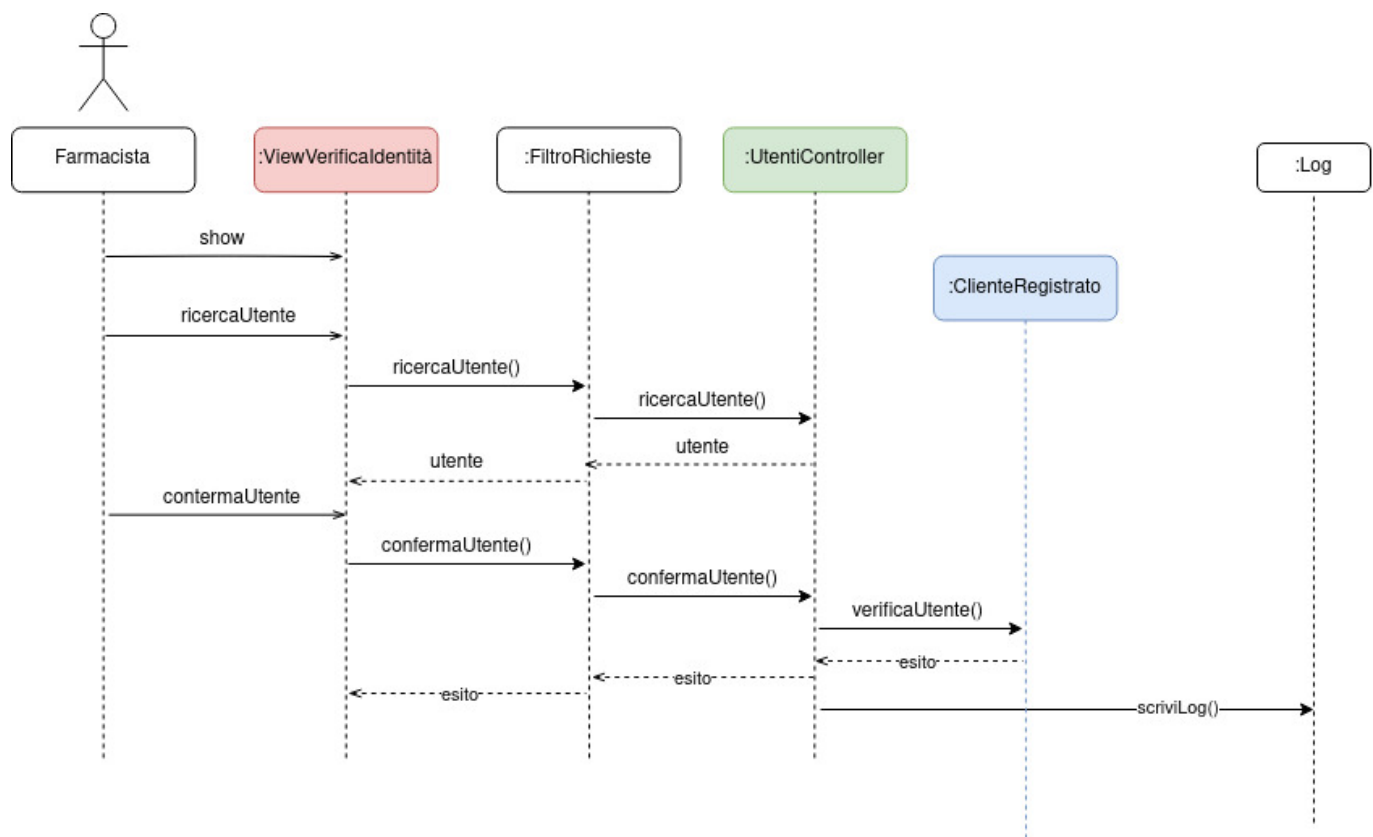 Farmacista
:ViewVerificaIdentità
:FiltroRichieste
:UtentiController
:Log
show
:ClienteRegistrato
ricercaUtente
ricercaUtente()
ricercaUtente()
utente
utente
contermaUtente
confermaUtente()
confermaUtente()
verificaUtente()
esito
esito
esito
scriviLog()